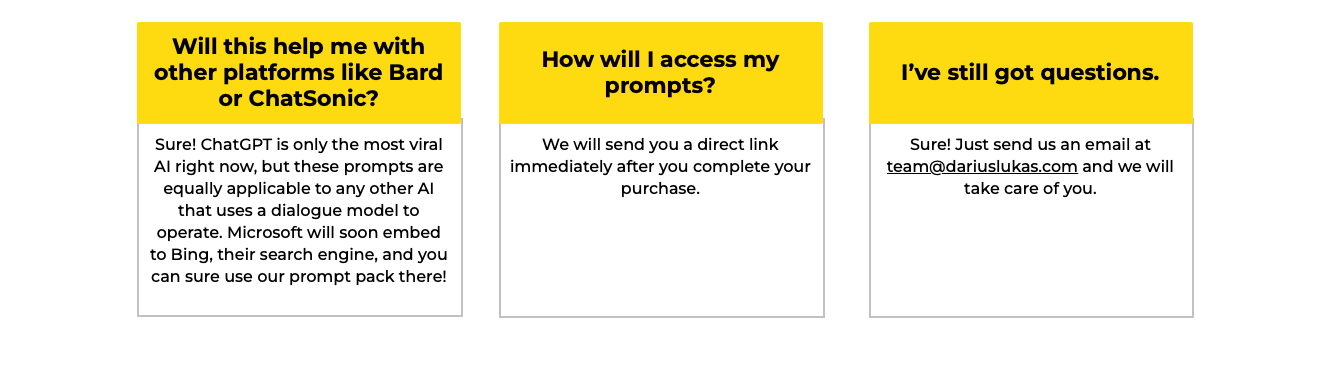 Will this help me with
other platforms like Bard
or ChatSonic?
Sure! ChatGPT is only the most viral
AI right now, but these prompts are
equally applicable to any other AI
that uses a dialogue model to
operate. Microsoft will soon embed
to Bing, their search engine, and you
can sure use our prompt pack there!
How will I access my
prompts?
We will send you a direct link
immediately after you complete your
purchase.
I’ve still got questions.
Sure! Just send us an email at
team@dariuslukas.com and we will
take care of you.